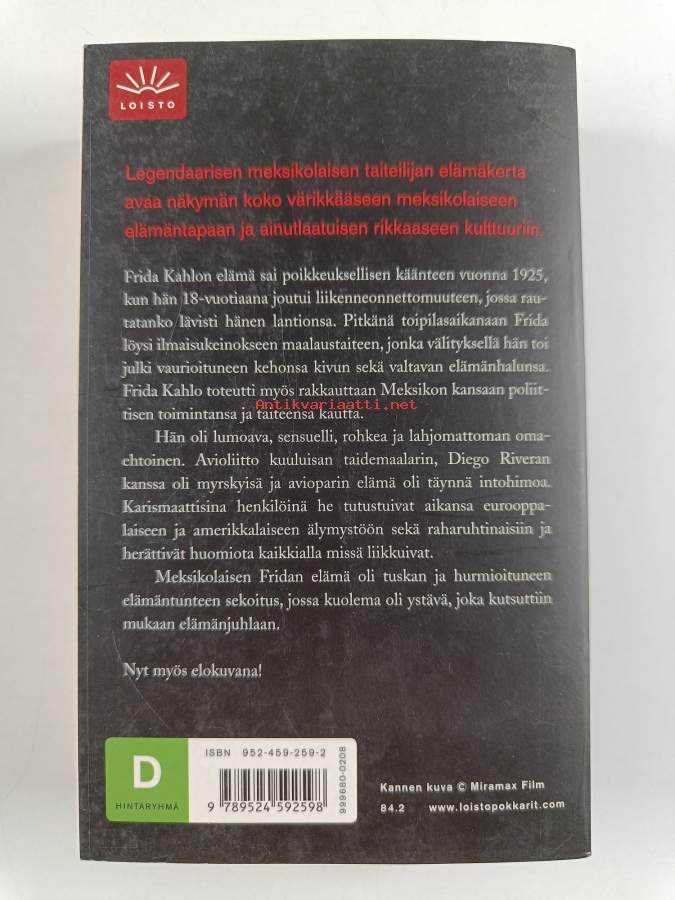 LOISTO
Legendaarisen meksikolaisen taiteilijan elämäkerta
avaa näkymän koko värikkääseen meksikolaiseen
elämäntapaan ja ainutlaatuisen rikkaaseen kulttuuriin.
Frida Kahlon elämä sai poikkeuksellisen käänteen vuonna 1925,
kun hän 18-vuotiaana joutui liikenneonnettomuuteen, jossa rau-
tatanko lävisti hänen lantionsa. Pitkänä toipilasaikanaan Frida
löysi ilmaisukeinokseen maalaustaiteen, jonka välityksellä hän toi
julki vaurioituneen kehonsa kivun sekä valtavan elämänhalunsa.
Frida Kahlo toteutti myös rakkauttaan Meksikon kansaan poliit-
tisen toimintansa ja taiteensa kautta.
Antikvariaatti.net
Hän oli lumoava, sensuelli, rohkea ja lahjomattoman oma-
ehtoinen. Avioliitto kuuluisan taidemaalarin, Diego Riveran
kanssa oli myrskyisä ja avioparin elämä oli täynnä intohimoa.
Karismaattisina henkilöinä he tutustuivat aikansa eurooppa-
laiseen ja amerikkalaiseen älymystöön sekä raharuhtinaisiin ja
herättivät huomiota kaikkialla missä liikkuivat.
Meksikolaisen Fridan elämä oli tuskan ja hurmioituneen
elämäntunteen sekoitus, jossa kuolema oli ystävä, joka kutsuttiin
mukaan elämänjuhlaan.
Nyt myös elokuvana!
D
HINTARYHMÄ
ISBN 952-459-259-2
9 789524 592598
999680-0208
Kannen kuva © Miramax Film
84.2 www.loistopokkarit.com